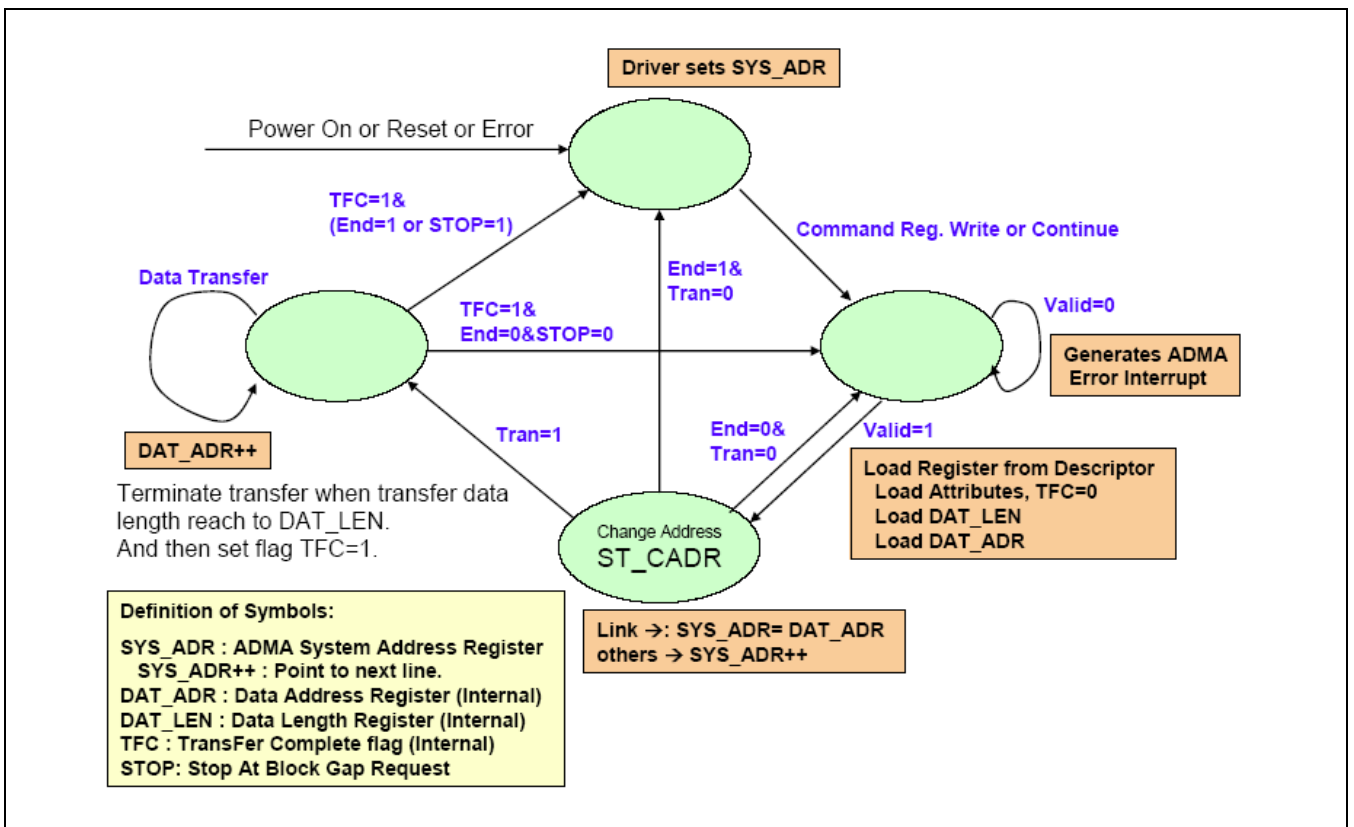 Driver sets SYS_ADR
Power On or Reset or Error
TFC=1&
(End=1 or STOP=1)
Command Reg. Write or Continue
Data Transfer
End=1&
Tran=0
TFC=1&
End=0&STOP=0
Valid=0
Generates ADMA
Error Interrupt
Tran=1
End=0&
Tran=0
Valid=1
DAT_ADR++
Load Register from Descriptor
Load Attributes, TFC=0
Load DAT_LEN
Load DAT_ADR
Terminate transfer when transfer data
length reach to DAT_LEN.
And then set flag TFC=1.
Change Address
ST_CADR
Link →: SYS_ADR= DAT_ADR
others → SYS_ADR++
Definition of Symbols:
SYS_ADR : ADMA System Address Register
SYS_ADR++ : Point to next line.
DAT_ADR : Data Address Register (Internal)
DAT_LEN : Data Length Register (Internal)
TFC : TransFer Complete flag (Internal)
STOP: Stop At Block Gap Request